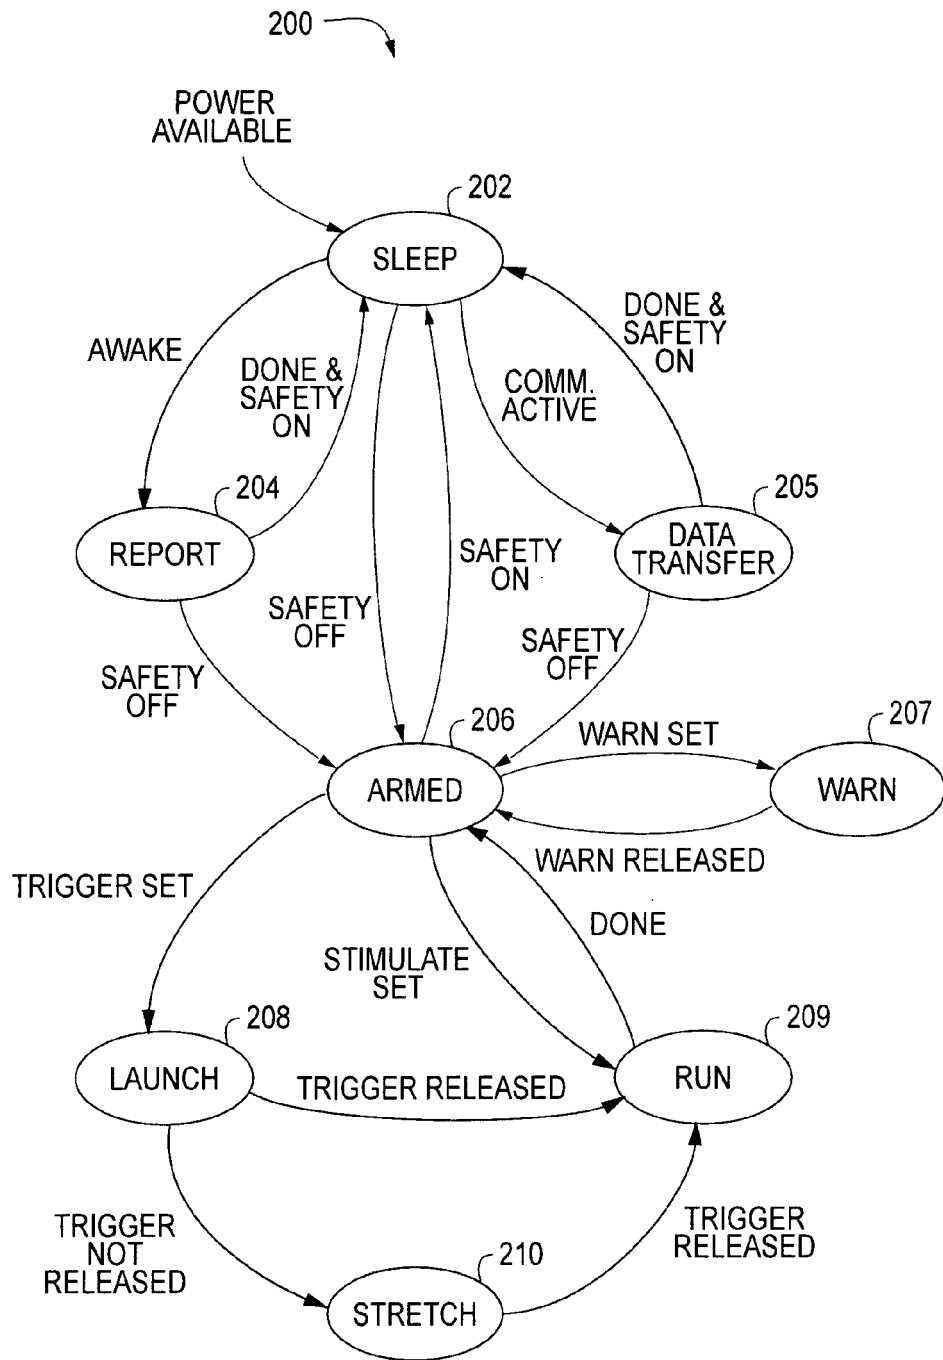 200
POWER
AVAILABLE
202
SLEEP
AWAKE
DONE &
SAFETY
ON
COMM.
ACTIVE
DONE &
SAFETY
ON
204
REPORT
205
DATA
TRANSFER
SAFETY
OFF
SAFETY
OFF
SAFETY
ON
SAFETY
OFF
206
ARMED
WARN SET
207
WARN
WARN RELEASED
TRIGGER SET
STIMULATE
SET
DONE
208
LAUNCH
TRIGGER RELEASED
209
RUN
TRIGGER
NOT
RELEASED
210
STRETCH
TRIGGER
RELEASED